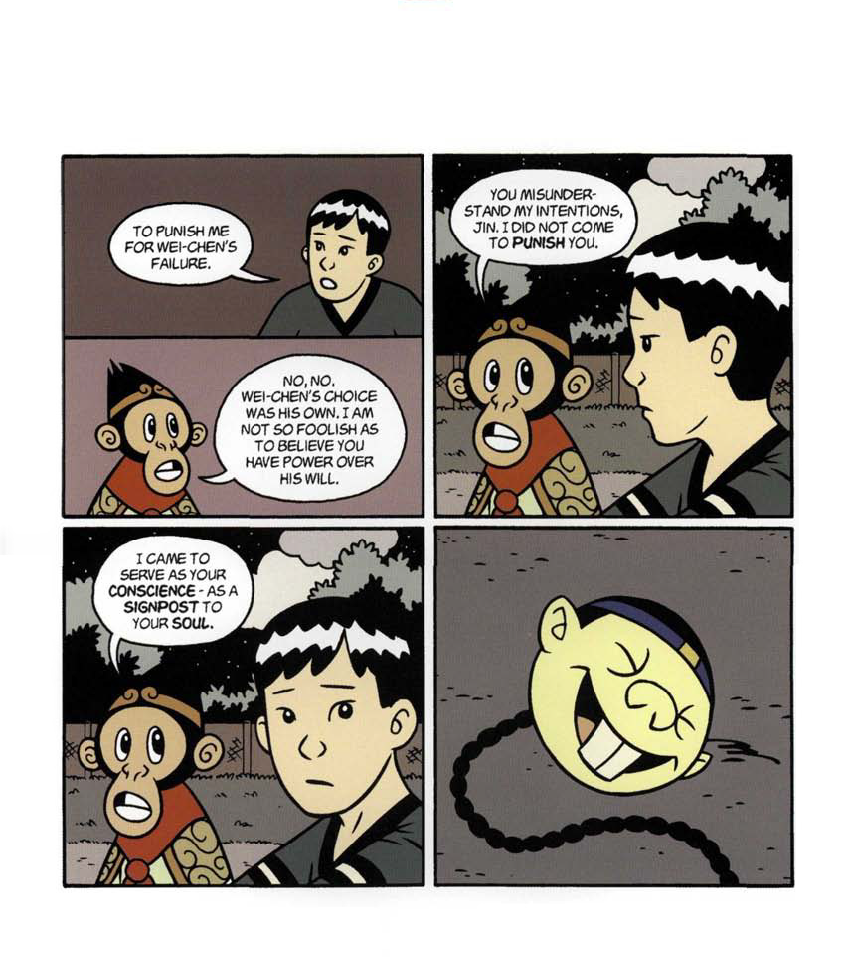 TO PUNISH ME
FOR WEI-CHEN'S
FAILURE.
NO, NO.
WEI-CHEN'S CHOICE
WAS HIS OWN. I AM
NOT SO FOOLISH AS
TO BELIEVE YOU
HAVE POWER OVER
HIS WILL.
YOU MISUNDER-
STAND MY INTENTIONS,
JIN. I DID NOT COME
TO PUNISH YOU.
I CAME TO
SERVE AS YOUR
CONSCIENCE - AS A
SIGNPOST TO
YOUR SOUL.